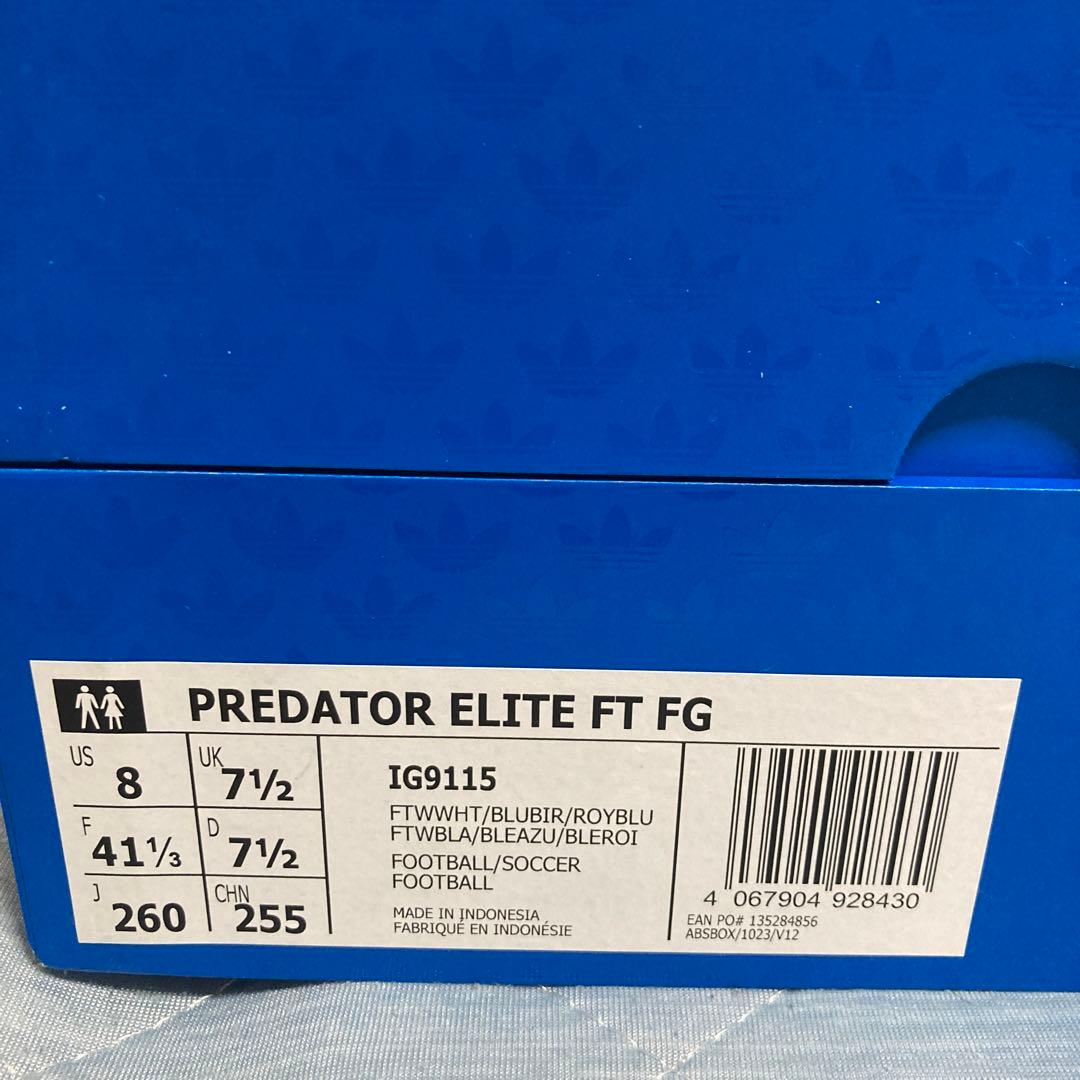 PREDATOR ELITE FT FG
US 8 UK 7½
F 41⅓ D 7½
J 260 CHN 255
IG9115
FTWWHT/BLUBIR/ROYBLU
FTWBLA/BLEAZU/BLEROI
FOOTBALL/SOCCER
FOOTBALL
MADE IN INDONESIA
FABRIQUÉ EN INDONÉSIE
4 067904 928430
EAN PO# 135284856
ABSBOX/1023/V12